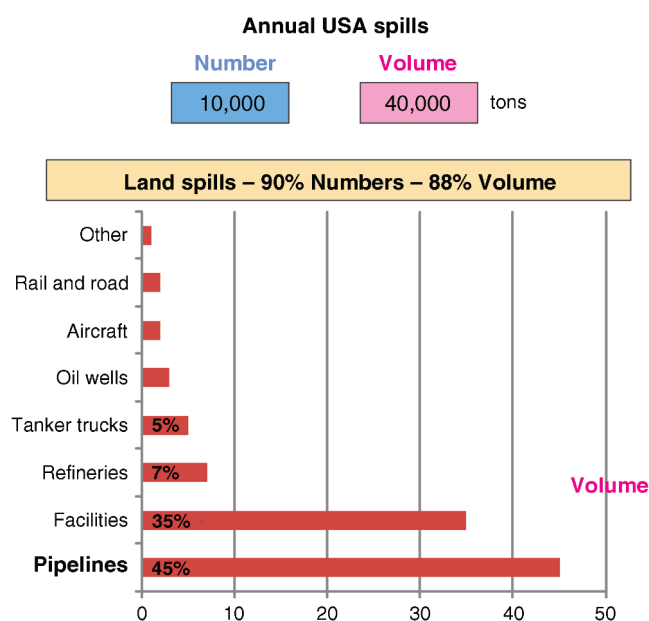 Annual USA spills
Number
Volume
10,000
40,000
tons
Land spills – 90% Numbers – 88% Volume
Other
Rail and road
Aircraft
Oil wells
Tanker trucks
5%
Refineries
7%
Volume
Facilities
35%
Pipelines
45%
0 10 20 30 40 50